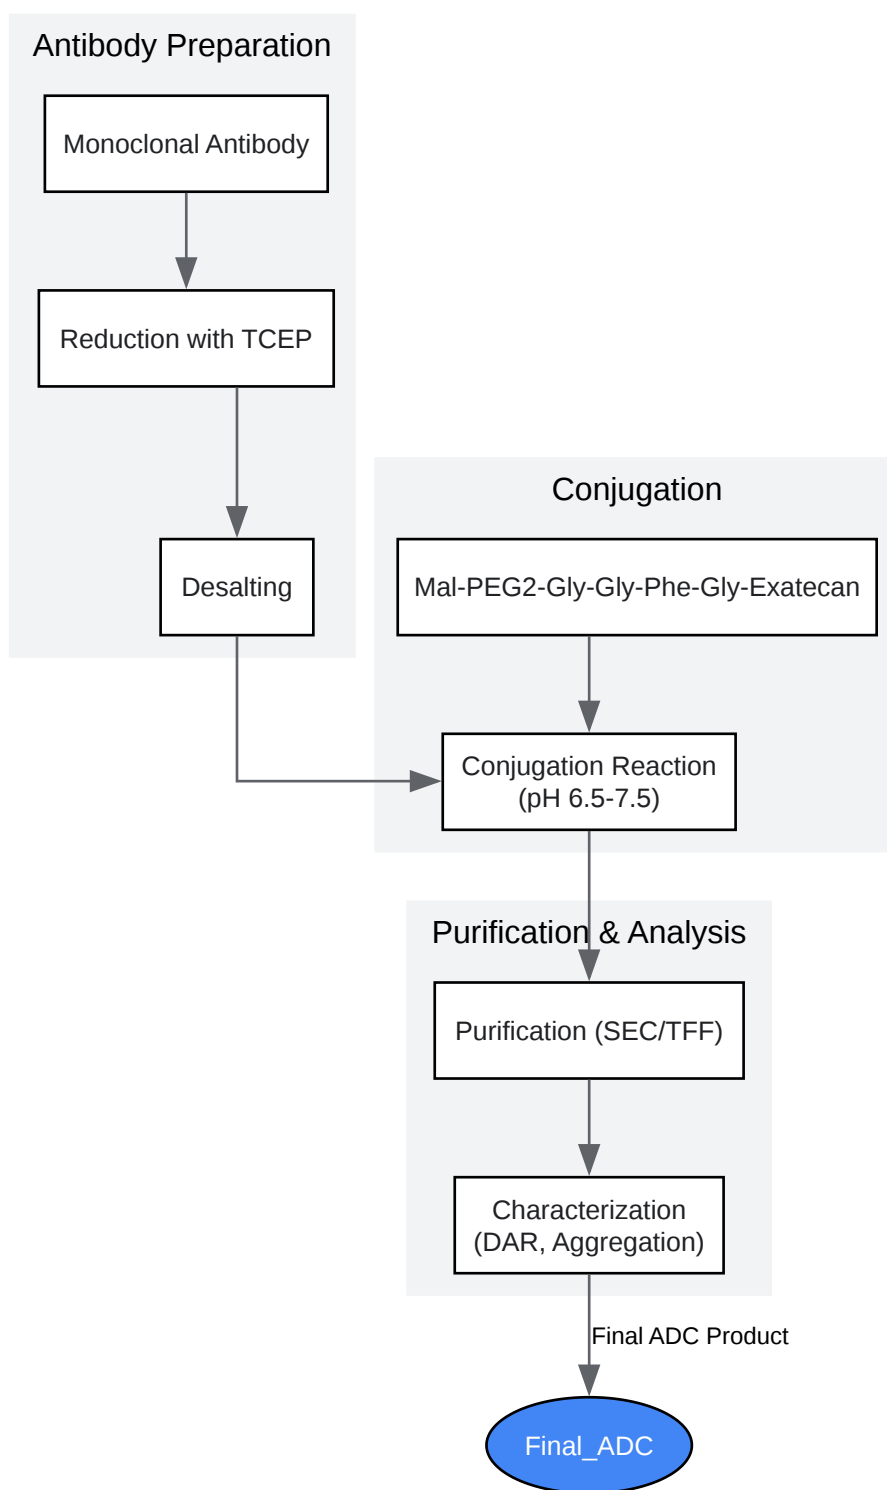 Antibody Preparation
Monoclonal Antibody
Reduction with TCEP
Desalting
Conjugation
Mal-PEG2-Gly-Gly-Phe-Gly-Exatecan
Conjugation Reaction
(pH 6.5-7.5)
Purification & Analysis
Purification (SEC/TFF)
Characterization
(DAR, Aggregation)
Final ADC Product
Final_ADC